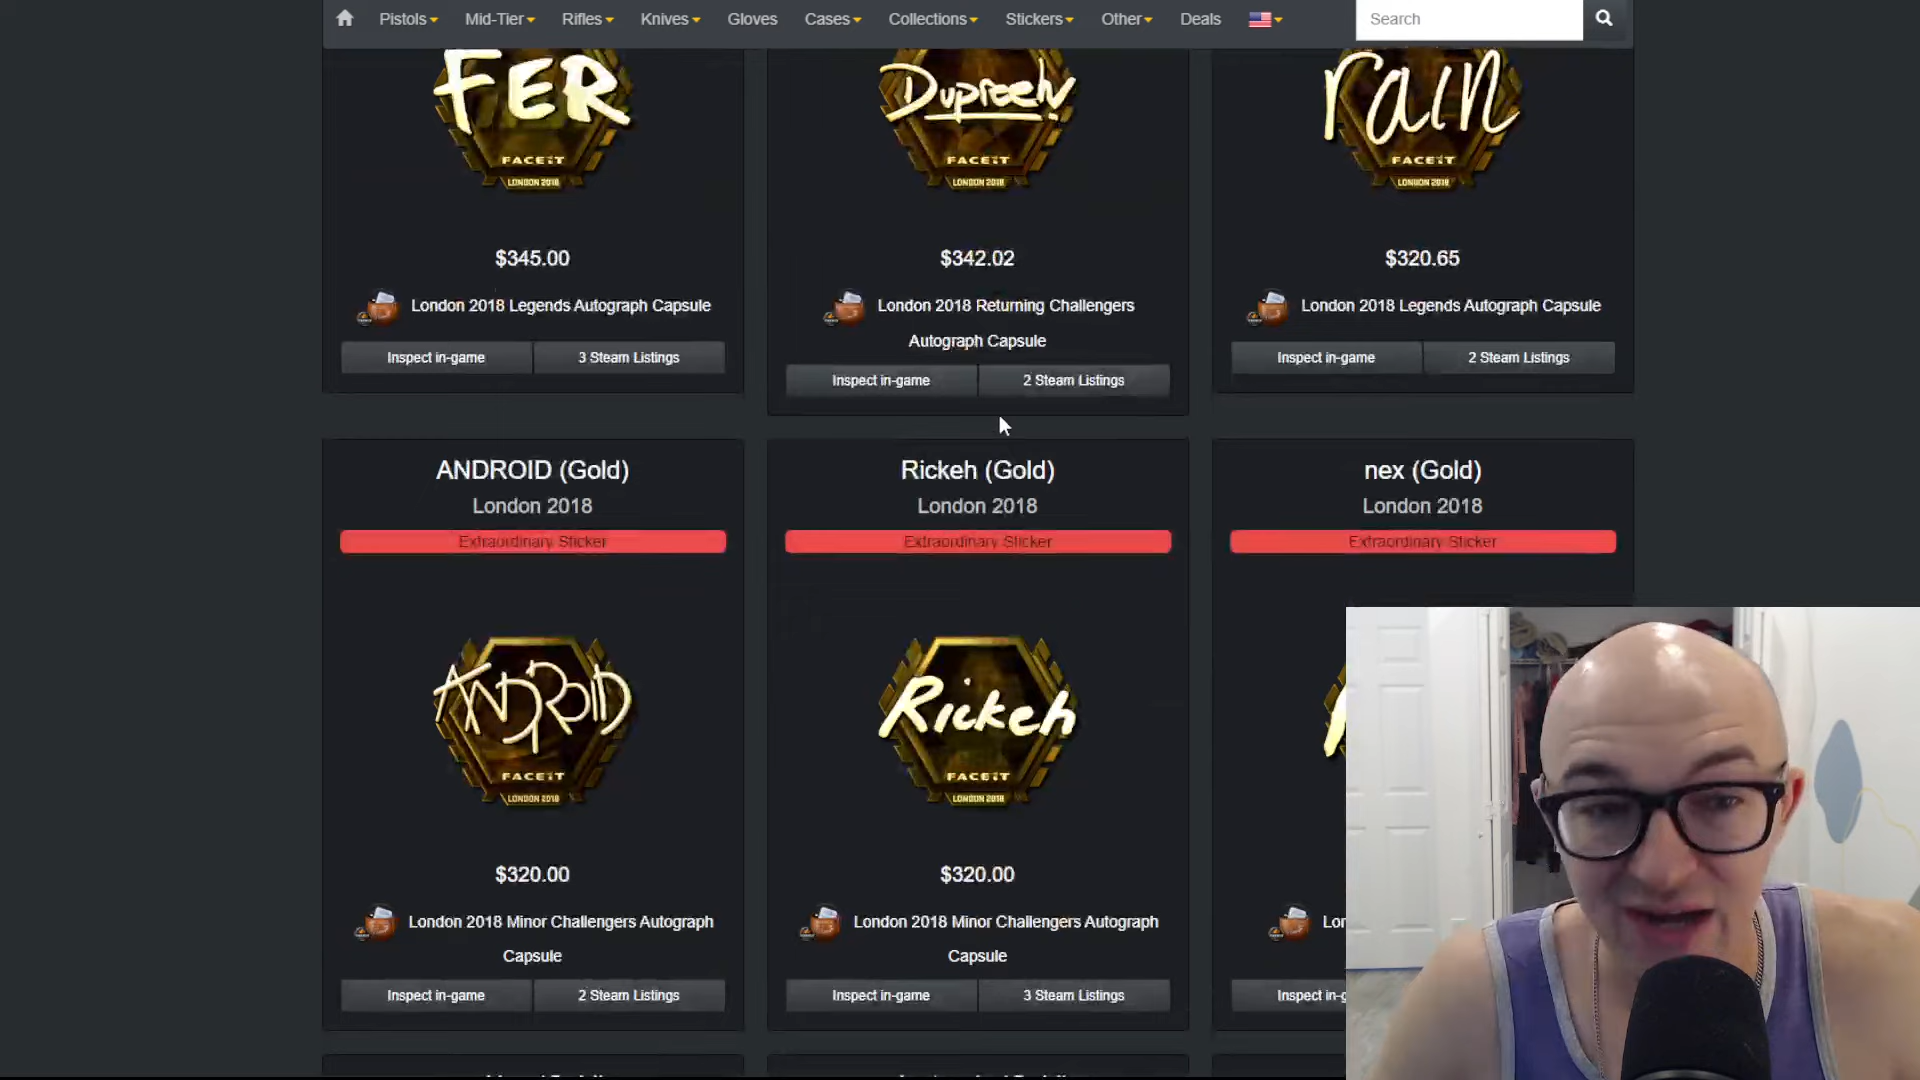 Pistols Mid-Tier Rifles Knives Gloves Cases Collections Stickers Other Deals Search
FER Dupreeh rain
FACEIT FACEIT FACEIT
LONDON 2018 LONDON 2018 LONDON 2018
$345.00 $342.02 $320.65
London 2018 Legends Autograph Capsule London 2018 Returning Challengers London 2018 Legends Autograph Capsule
Autograph Capsule
Inspect in-game 3 Steam Listings Inspect in-game 2 Steam Listings
Inspect in-game 2 Steam Listings
ANDROID (Gold) Rickeh (Gold) nex (Gold)
London 2018 London 2018 London 2018
Extraordinary Sticker Extraordinary Sticker Extraordinary Sticker
ANDROID Rickeh
FACEIT FACEIT
LONDON 2018 LONDON 2018
$320.00 $320.00
London 2018 Minor Challengers Autograph London 2018 Minor Challengers Autograph Lor
Capsule Capsule
Inspect in-game 2 Steam Listings Inspect in-game 3 Steam Listings Inspect in-g